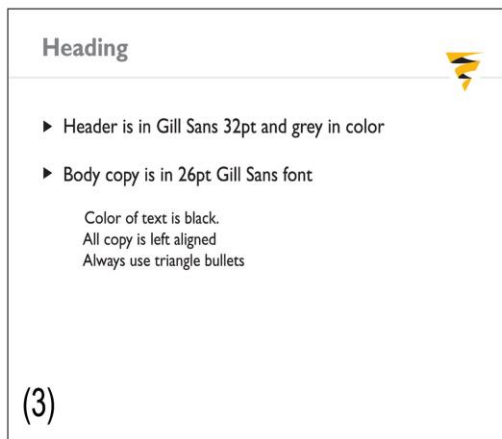 Heading
Header is in Gill Sans 32pt and grey in color
Body copy is in 26pt Gill Sans font
Color of text is black.
All copy is left aligned
Always use triangle bullets
(3)